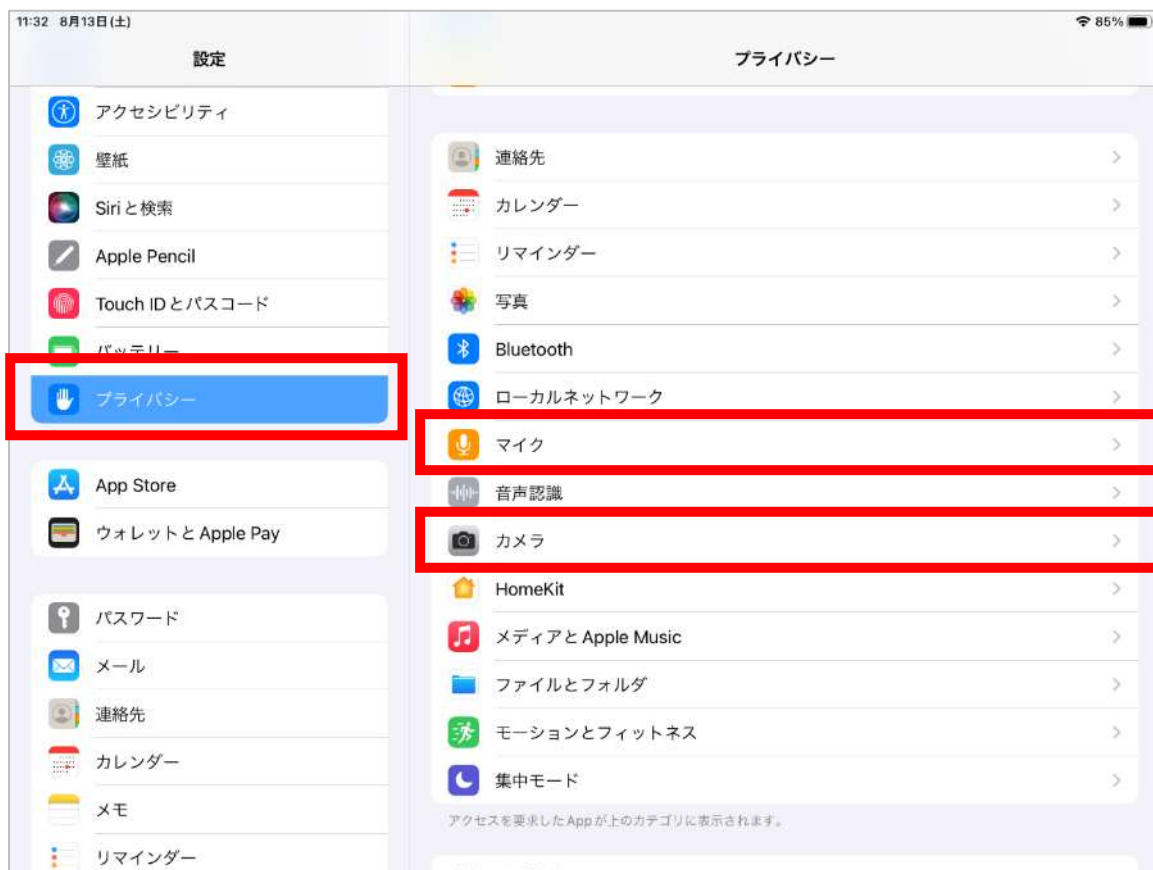 11:32 8月13日(土)
85%
設定
プライバシー
アクセシビリティ
壁紙
Siriと検索
Apple Pencil
Touch IDとパスコード
バッテリー
プライバシー
App Store
ウォレットとApple Pay
パスワード
メール
連絡先
カレンダー
メモ
リマインダー
連絡先
カレンダー
リマインダー
写真
Bluetooth
ローカルネットワーク
マイク
音声認識
カメラ
HomeKit
メディアとApple Music
ファイルとフォルダ
モーションとフィットネス
集中モード
アクセスを要求したAppが上のカテゴリに表示されます。